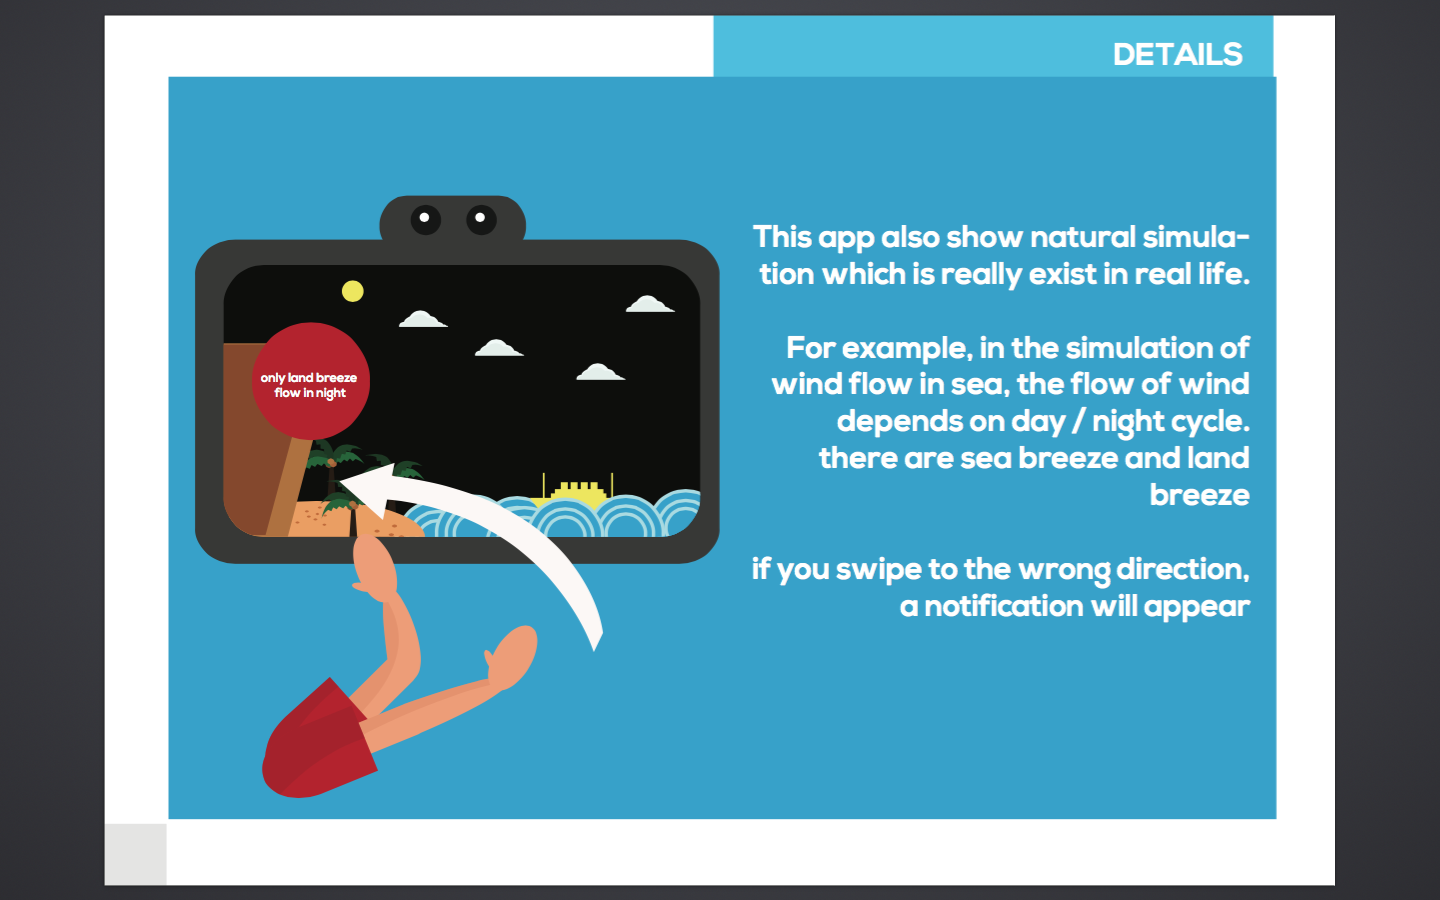 DETAILS
only land breeze
flow in night
This app also show natural simula-
tion which is really exist in real life.
For example, in the simulation of
wind flow in sea, the flow of wind
depends on day / night cycle.
there are sea breeze and land
breeze
if you swipe to the wrong direction,
a notification will appear